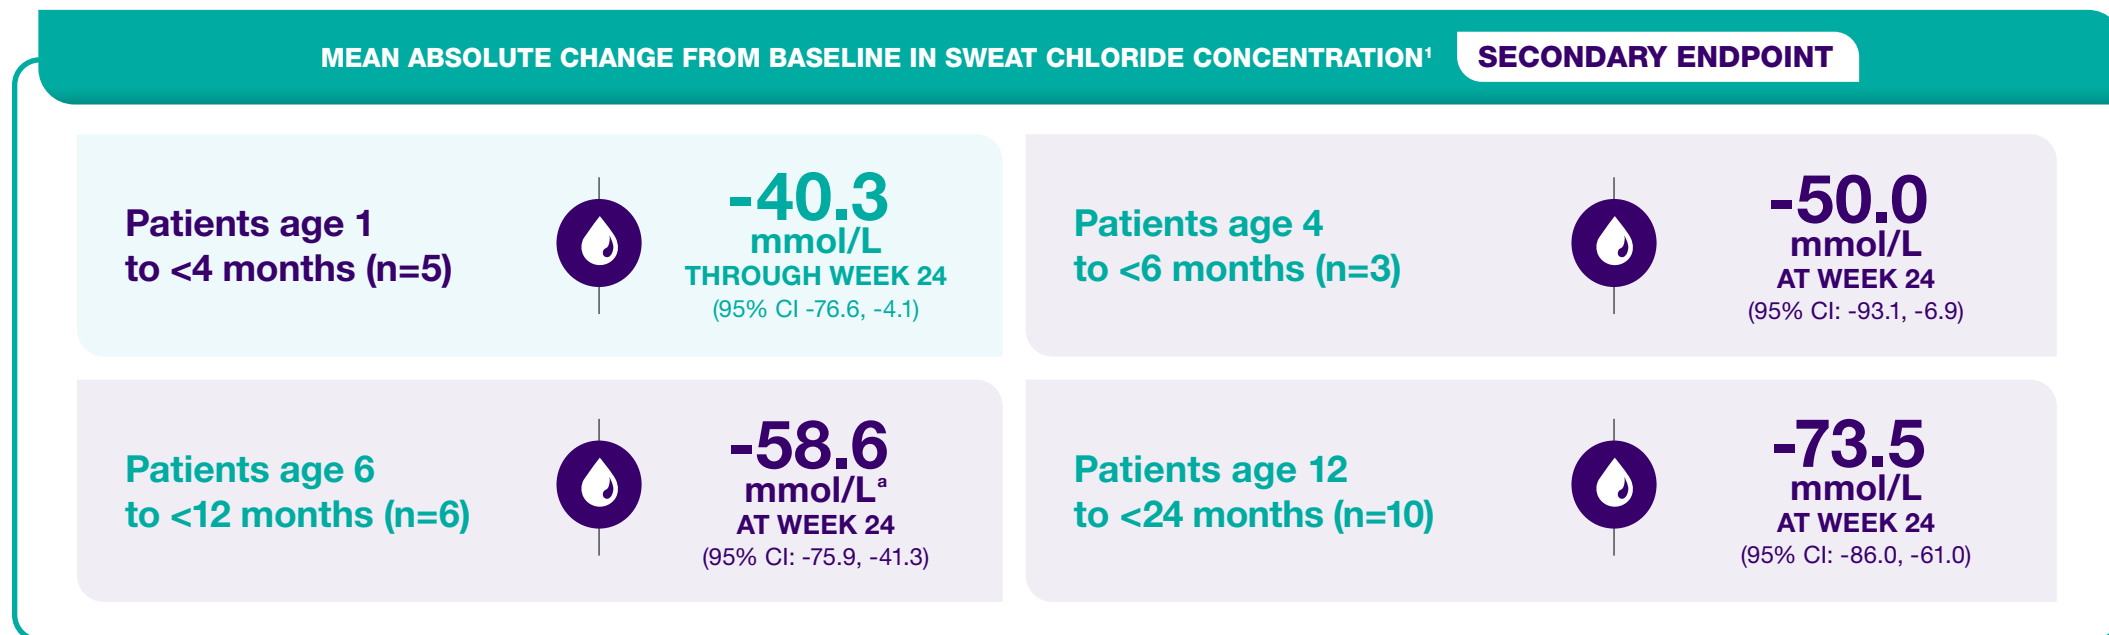 MEAN ABSOLUTE CHANGE FROM BASELINE IN SWEAT CHLORIDE CONCENTRATION¹ SECONDARY ENDPOINT
Patients age 1
to <4 months (n=5)
-40.3
mmol/L
THROUGH WEEK 24
(95% CI -76.6, -4.1)
Patients age 4
to <6 months (n=3)
-50.0
mmol/L
AT WEEK 24
(95% CI: -93.1, -6.9)
Patients age 6
to <12 months (n=6)
-58.6
mmol/Lᵃ
AT WEEK 24
(95% CI: -75.9, -41.3)
Patients age 12
to <24 months (n=10)
-73.5
mmol/L
AT WEEK 24
(95% CI: -86.0, -61.0)